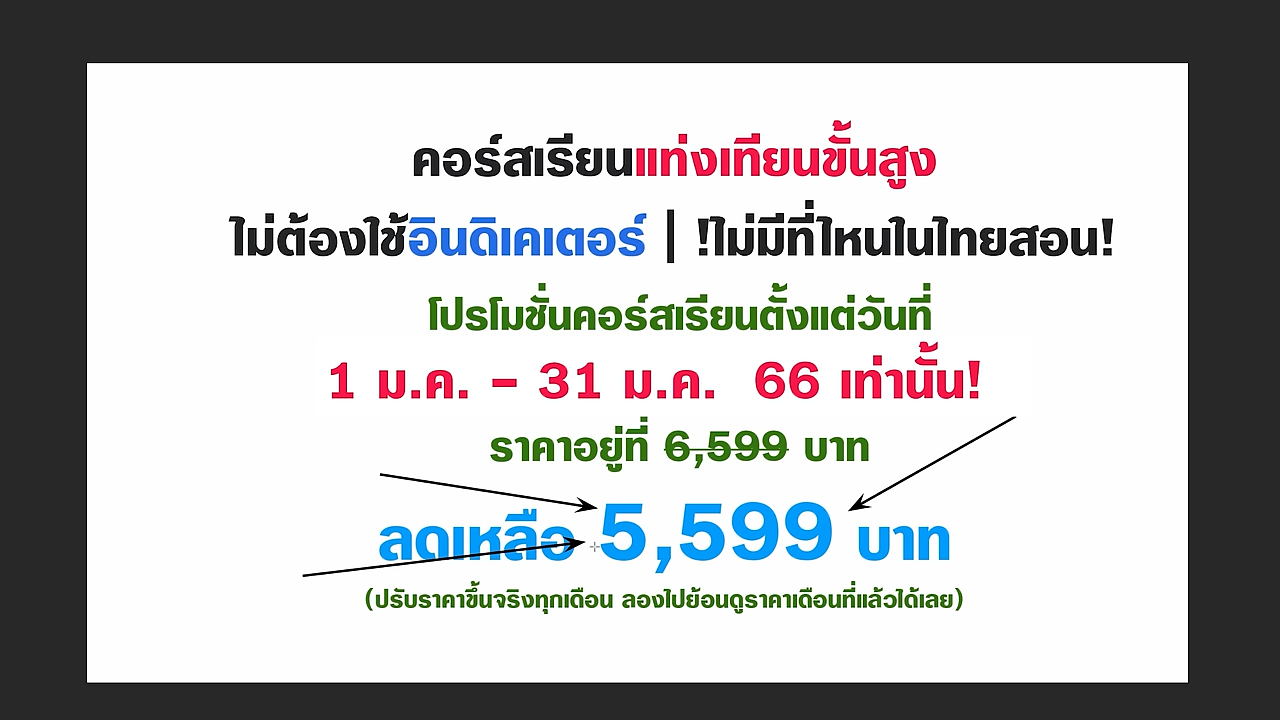 คอร์สเรียนแท่งเทียนขั้นสูง
ไม่ต้องใช้อินดิเคเตอร์ | !ไม่มีที่ไหนในไทยสอน!
โปรโมชั่นคอร์สเรียนตั้งแต่วันที่
1 ม.ค. – 31 ม.ค. 66 เท่านั้น!
ราคาอยู่ที่ 6,599 บาท
ลดเหลือ 5,599 บาท
(ปรับราคาขึ้นจริงทุกเดือน ลองไปย้อนดูราคาเดือนที่แล้วได้เลย)